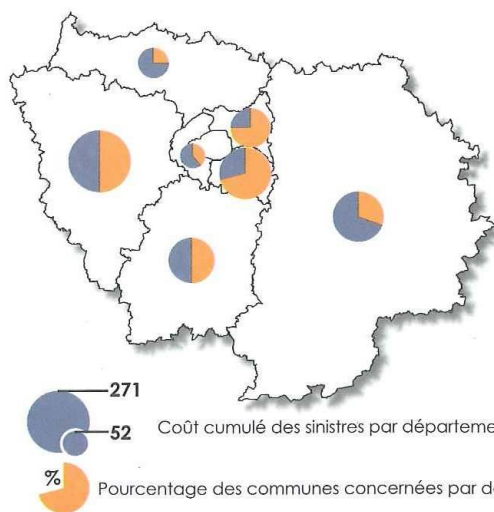 271
52
Coût cumulé des sinistres par départeme
%
Pourcentage des communes concernées par d